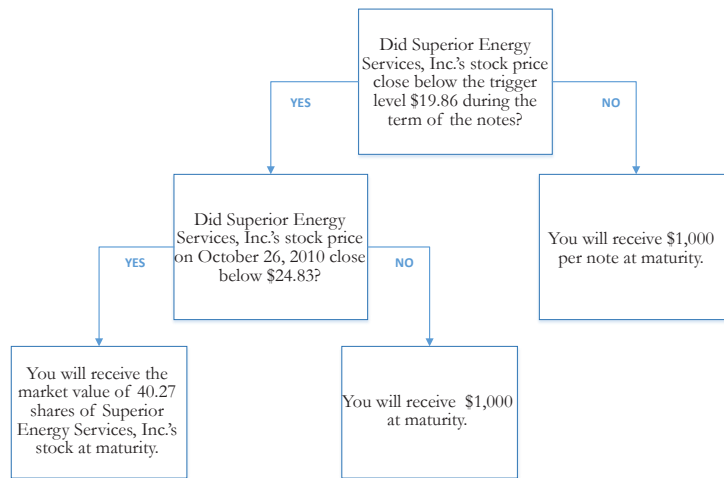 Did Superior Energy
Services, Inc.'s stock price
close below the trigger
level $19.86 during the
term of the notes?
YES
NO
Did Superior Energy
Services, Inc.'s stock price
on October 26, 2010 close
below $24.83?
You will receive $1,000
per note at maturity.
YES
NO
You will receive the
market value of 40.27
shares of Superior
Energy Services, Inc.'s
stock at maturity.
You will receive $1,000
at maturity.